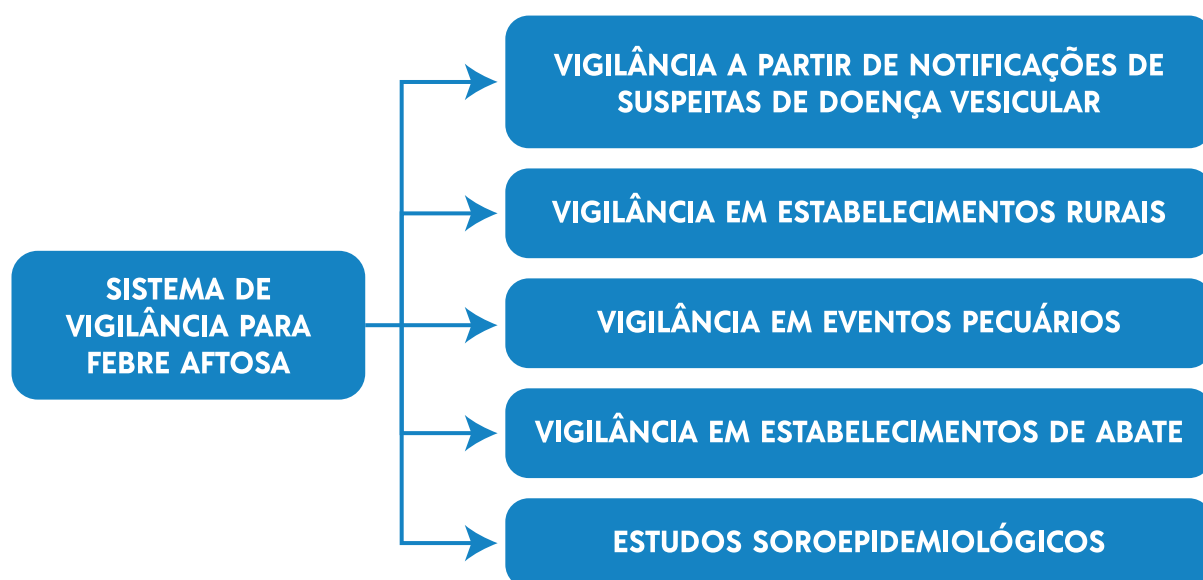 VIGILÂNCIA A PARTIR DE NOTIFICAÇÕES DE
SUSPEITAS DE DOENÇA VESICULAR
VIGILÂNCIA EM ESTABELECIMENTOS RURAIS
SISTEMA DE
VIGILÂNCIA PARA
FEBRE AFTOSA
VIGILÂNCIA EM EVENTOS PECUÁRIOS
VIGILÂNCIA EM ESTABELECIMENTOS DE ABATE
ESTUDOS SOROEPIDEMIOLÓGICOS